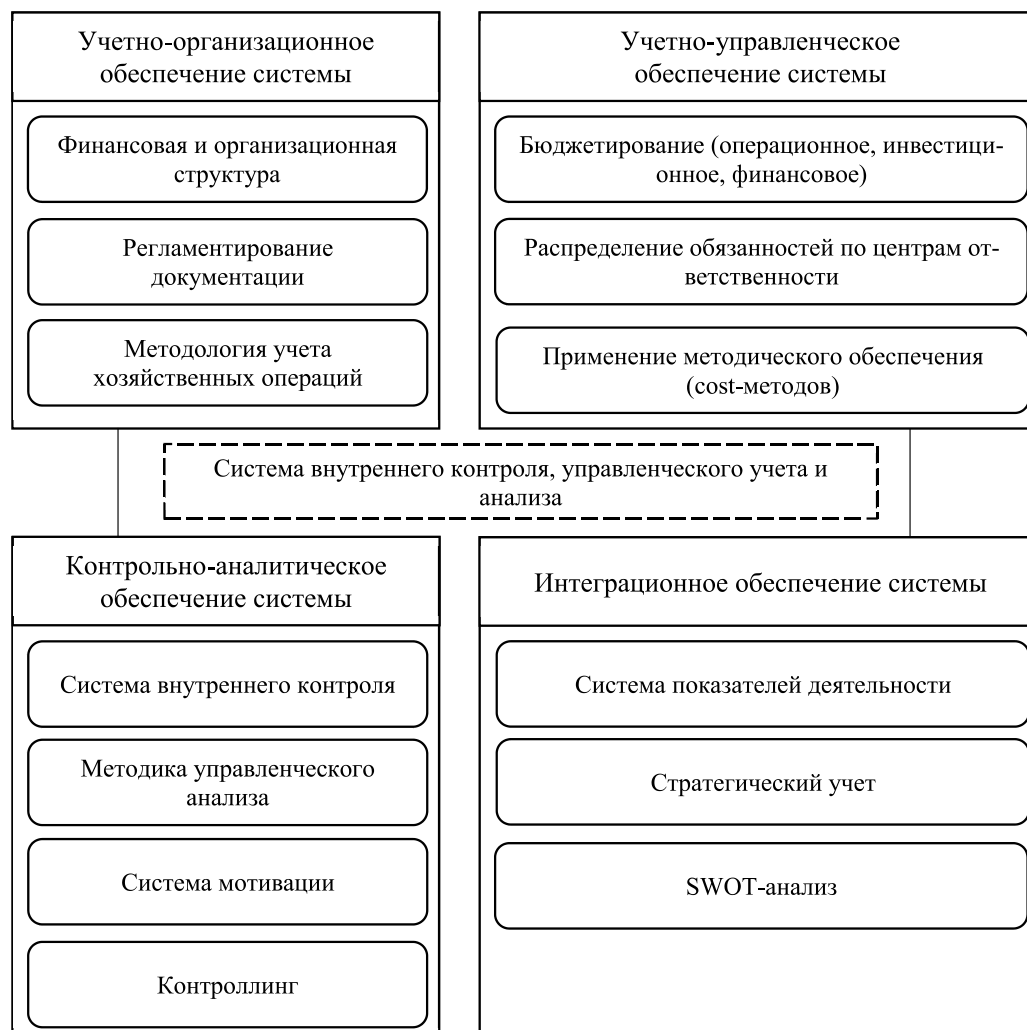 Учетно-организационное
обеспечение системы
Финансовая и организационная
структура
Регламентирование
документации
Методология учета
хозяйственных операций
Учетно-управленческое
обеспечение системы
Бюджетирование (операционное, инвестици-
онное, финансовое)
Распределение обязанностей по центрам от-
ветственности
Применение методического обеспечения
(cost-методов)
Система внутреннего контроля, управленческого учета и
анализа
Контрольно-аналитическое
обеспечение системы
Система внутреннего контроля
Методика управленческого
анализа
Система мотивации
Контроллинг
Интеграционное обеспечение системы
Система показателей деятельности
Стратегический учет
SWOT-анализ